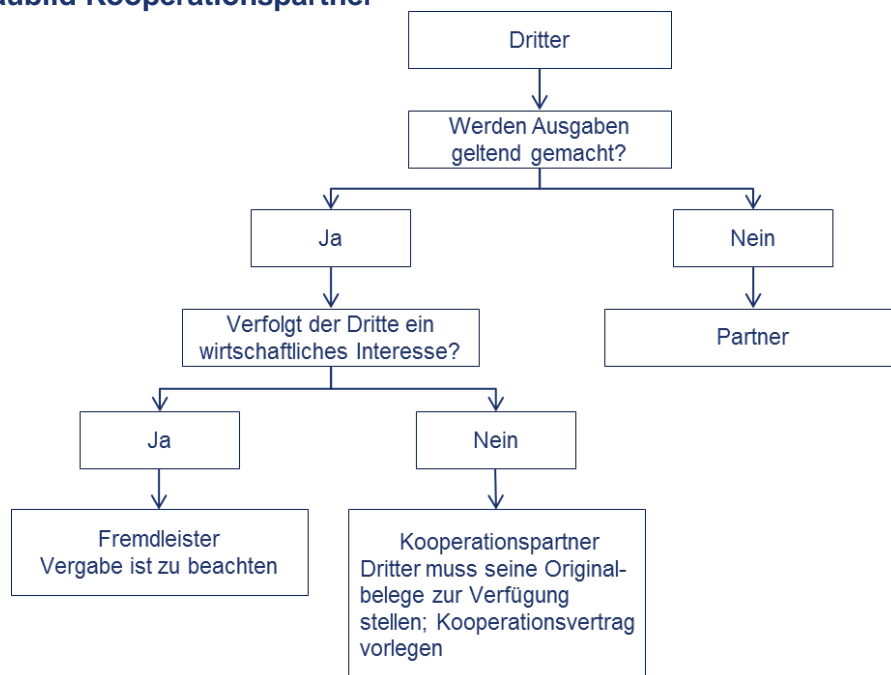 Kooperationspartner
Dritter
Werden Ausgaben
geltend gemacht?
Ja
Nein
Verfolgt der Dritte ein
wirtschaftliches Interesse?
Partner
Ja
Nein
Fremdleister
Vergabe ist zu beachten
Kooperationspartner
Dritter muss seine Original-
belege zur Verfügung
stellen; Kooperationsvertrag
vorlegen